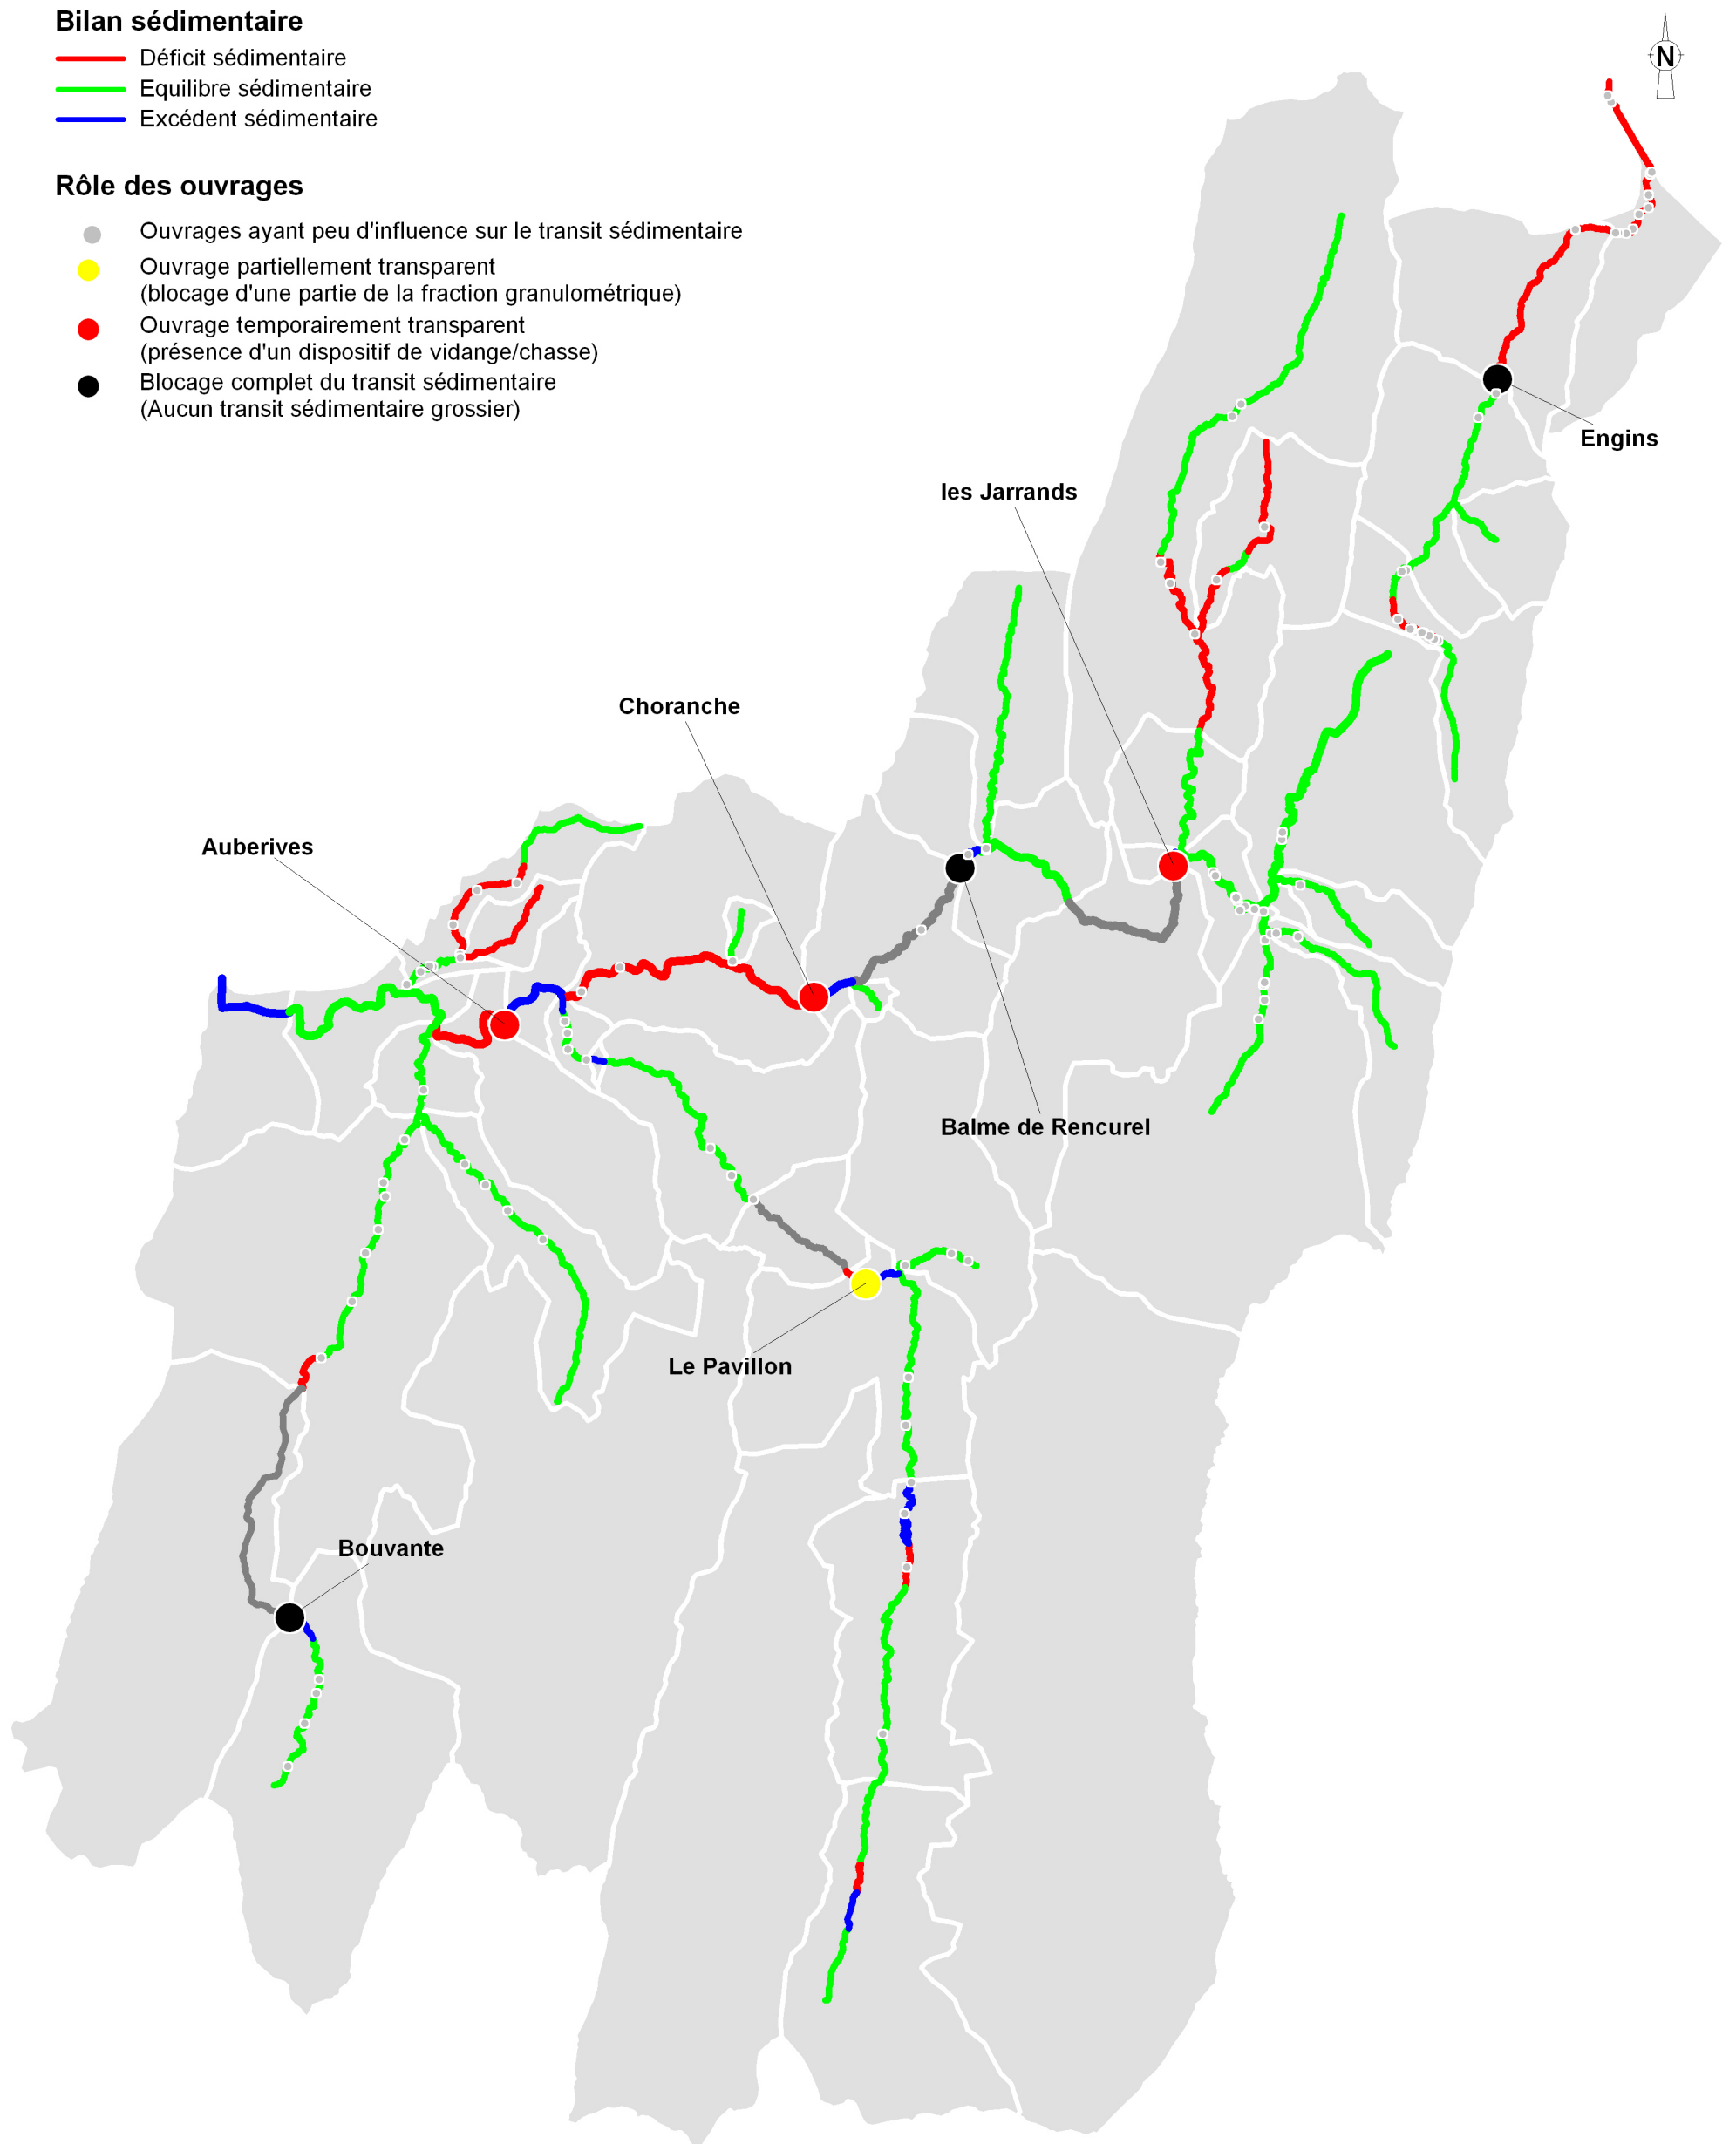 Bilan sédimentaire
Déficit sédimentaire
Equilibre sédimentaire
Excédent sédimentaire
Rôle des ouvrages
Ouvrages ayant peu d'influence sur le transit sédimentaire
Ouvrage partiellement transparent
(blocage d'une partie de la fraction granulométrique)
Ouvrage temporairement transparent
(présence d'un dispositif de vidange/chasse)
Blocage complet du transit sédimentaire
(Aucun transit sédimentaire grossier)
N
Engins
les Jarrands
Choranche
Auberives
Balme de Rencurel
Le Pavillon
Bouvante